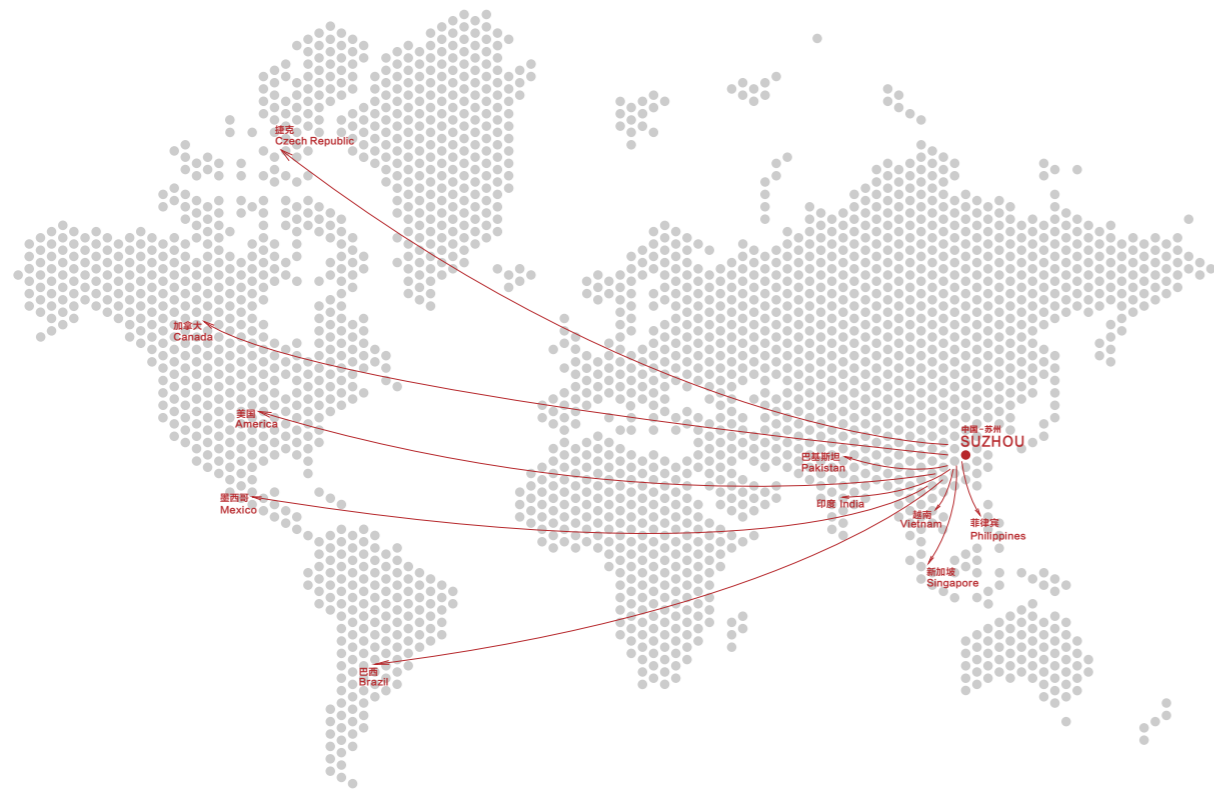 捷克
Czech Republic
加拿大
Canada
美国
America
中国-苏州
SUZHOU
巴基斯坦
Pakistan
墨西哥
Mexico
印度 India
越南
Vietnam
菲律宾
Philippines
新加坡
Singapore
巴西
Brazil